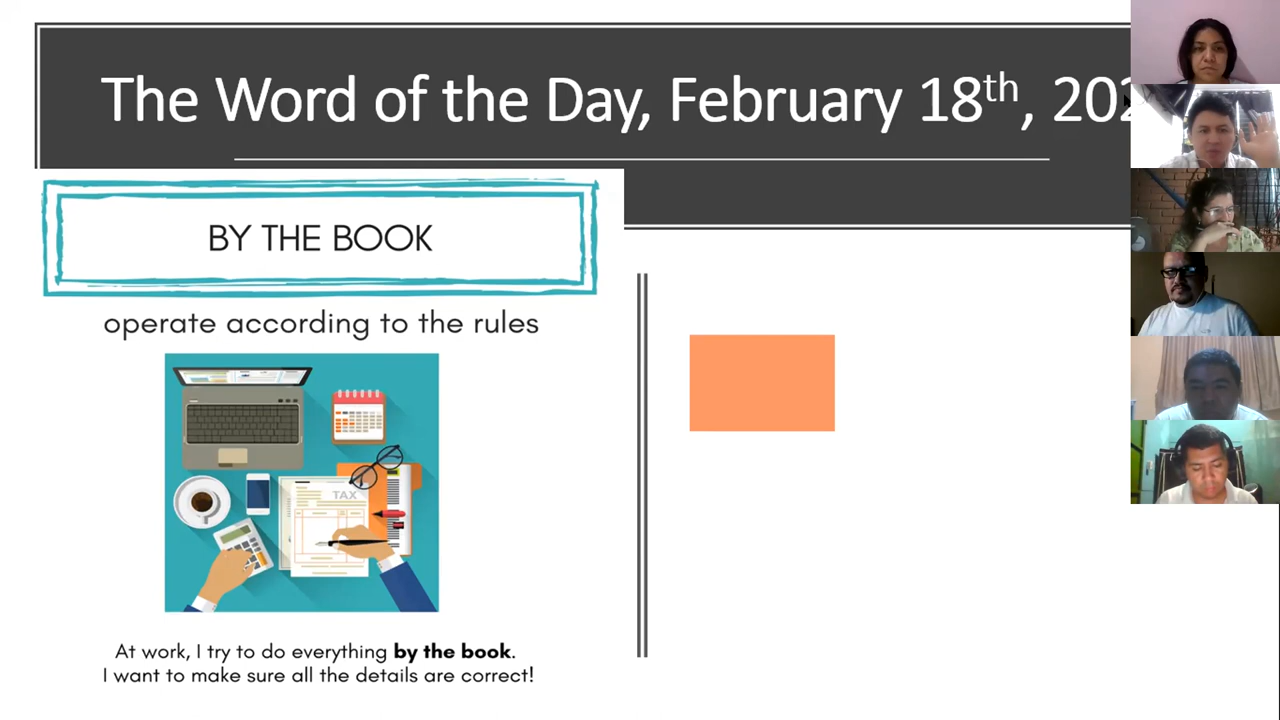 The Word of the Day, February 18th, 202
BY THE BOOK
operate according to the rules
TAX
At work, I try to do everything by the book.
I want to make sure all the details are correct!